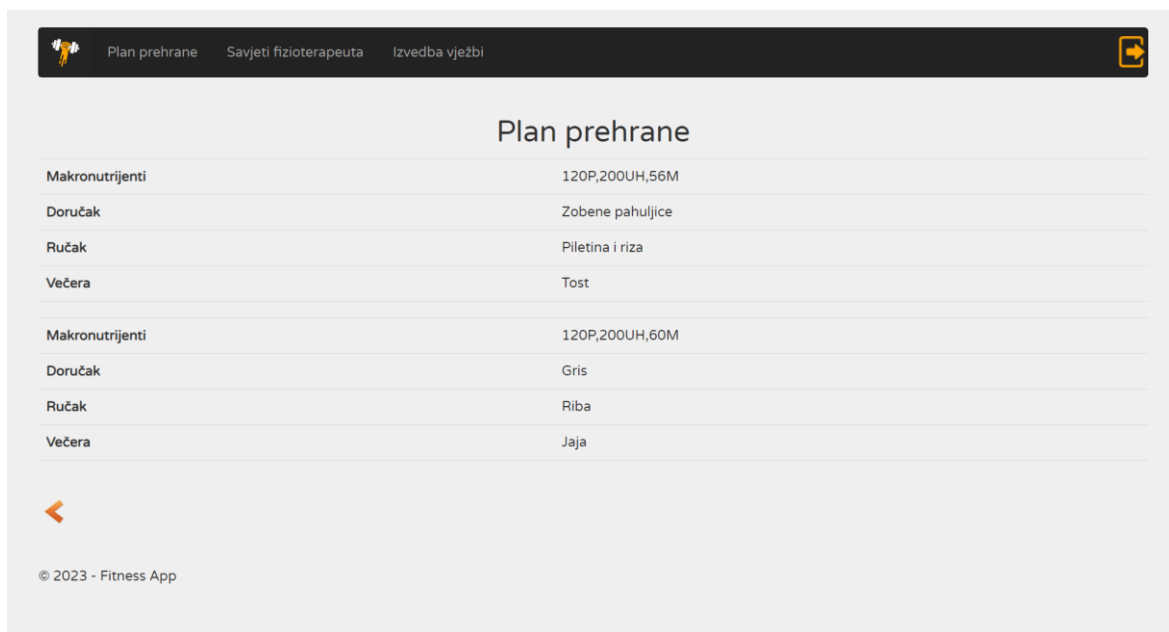 Plan prehrane Savjeti fizioterapeuta Izvedba vježbi
Plan prehrane
Makronutrijenti 120P,200UH,56M
Doručak Zobene pahuljice
Ručak Piletina i riza
Večera Tost
Makronutrijenti 120P,200UH,60M
Doručak Gris
Ručak Riba
Večera Jaja
© 2023 - Fitness App